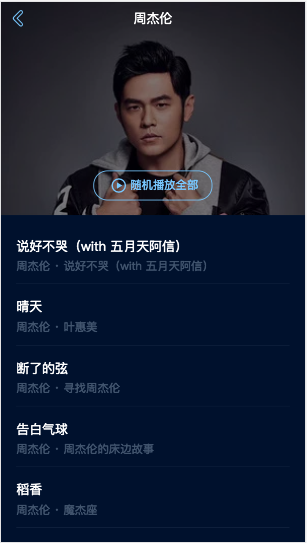 周杰伦
随机播放全部
说好不哭（with 五月天阿信）
周杰伦 · 说好不哭（with 五月天阿信）
晴天
周杰伦 · 叶惠美
断了的弦
周杰伦 · 寻找周杰伦
告白气球
周杰伦 · 周杰伦的床边故事
稻香
周杰伦 · 魔杰座